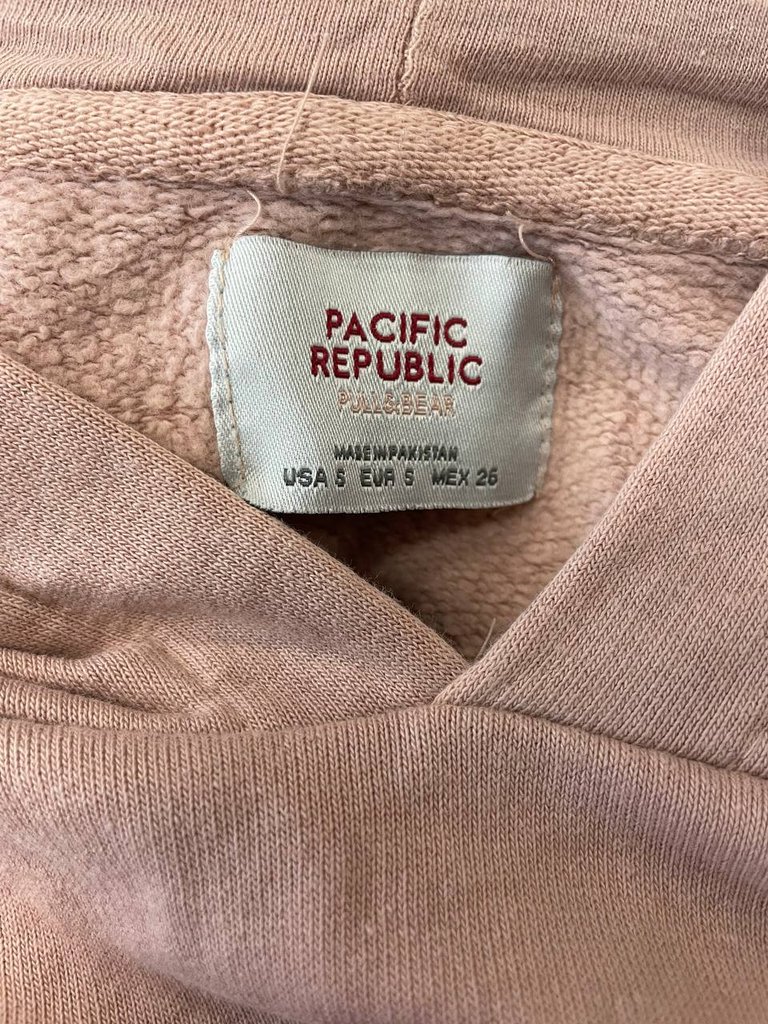 PACIFIC
REPUBLIC
PULL&BEAR
MADE IN PAKISTAN
USA S EUR S MEX 26